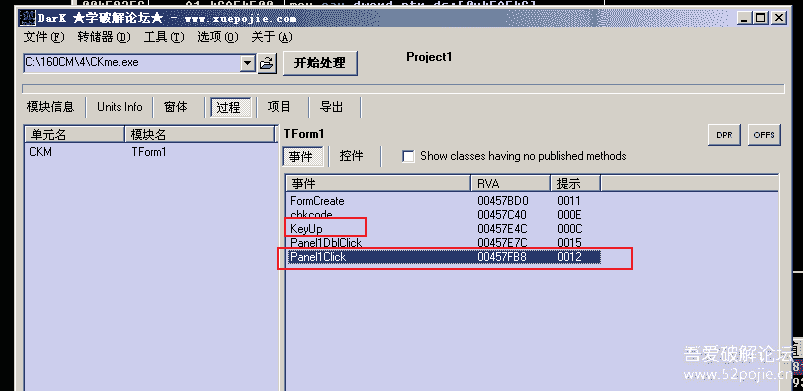 DarK ★学破解论坛★ - www.xuepojie.com
文件(F) 转储器(D) 工具(T) 选项(O) 关于(A)
C:\160CM\4\CKme.exe 开始处理 Project1
模块信息 Units Info 窗体 过程 项目 导出
单元名 模块名
CKM TForm1
TForm1 DPR OFFS
事件 控件 Show classes having no published methods
事件 RVA 提示
FormCreate 00457BD0 0011
chkcode 00457C40 000E
KeyUp 00457E4C 000C
Panel1DblClick 00457E7C 0015
Panel1Click 00457FB8 0012
吾爱破解论坛
www.52pojie.cn